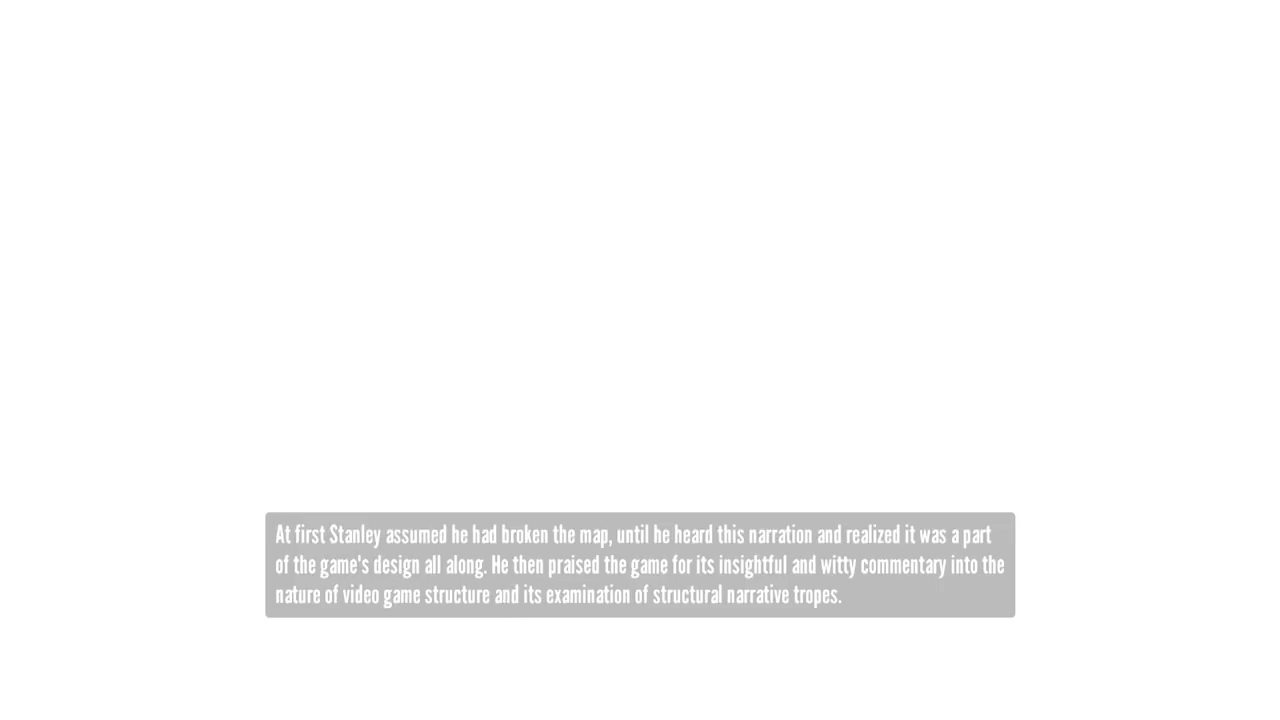 At first Stanley assumed he had broken the map, until he heard this narration and realized it was a part
of the game's design all along. He then praised the game for its insightful and witty commentary into the
nature of video game structure and its examination of structural narrative tropes.